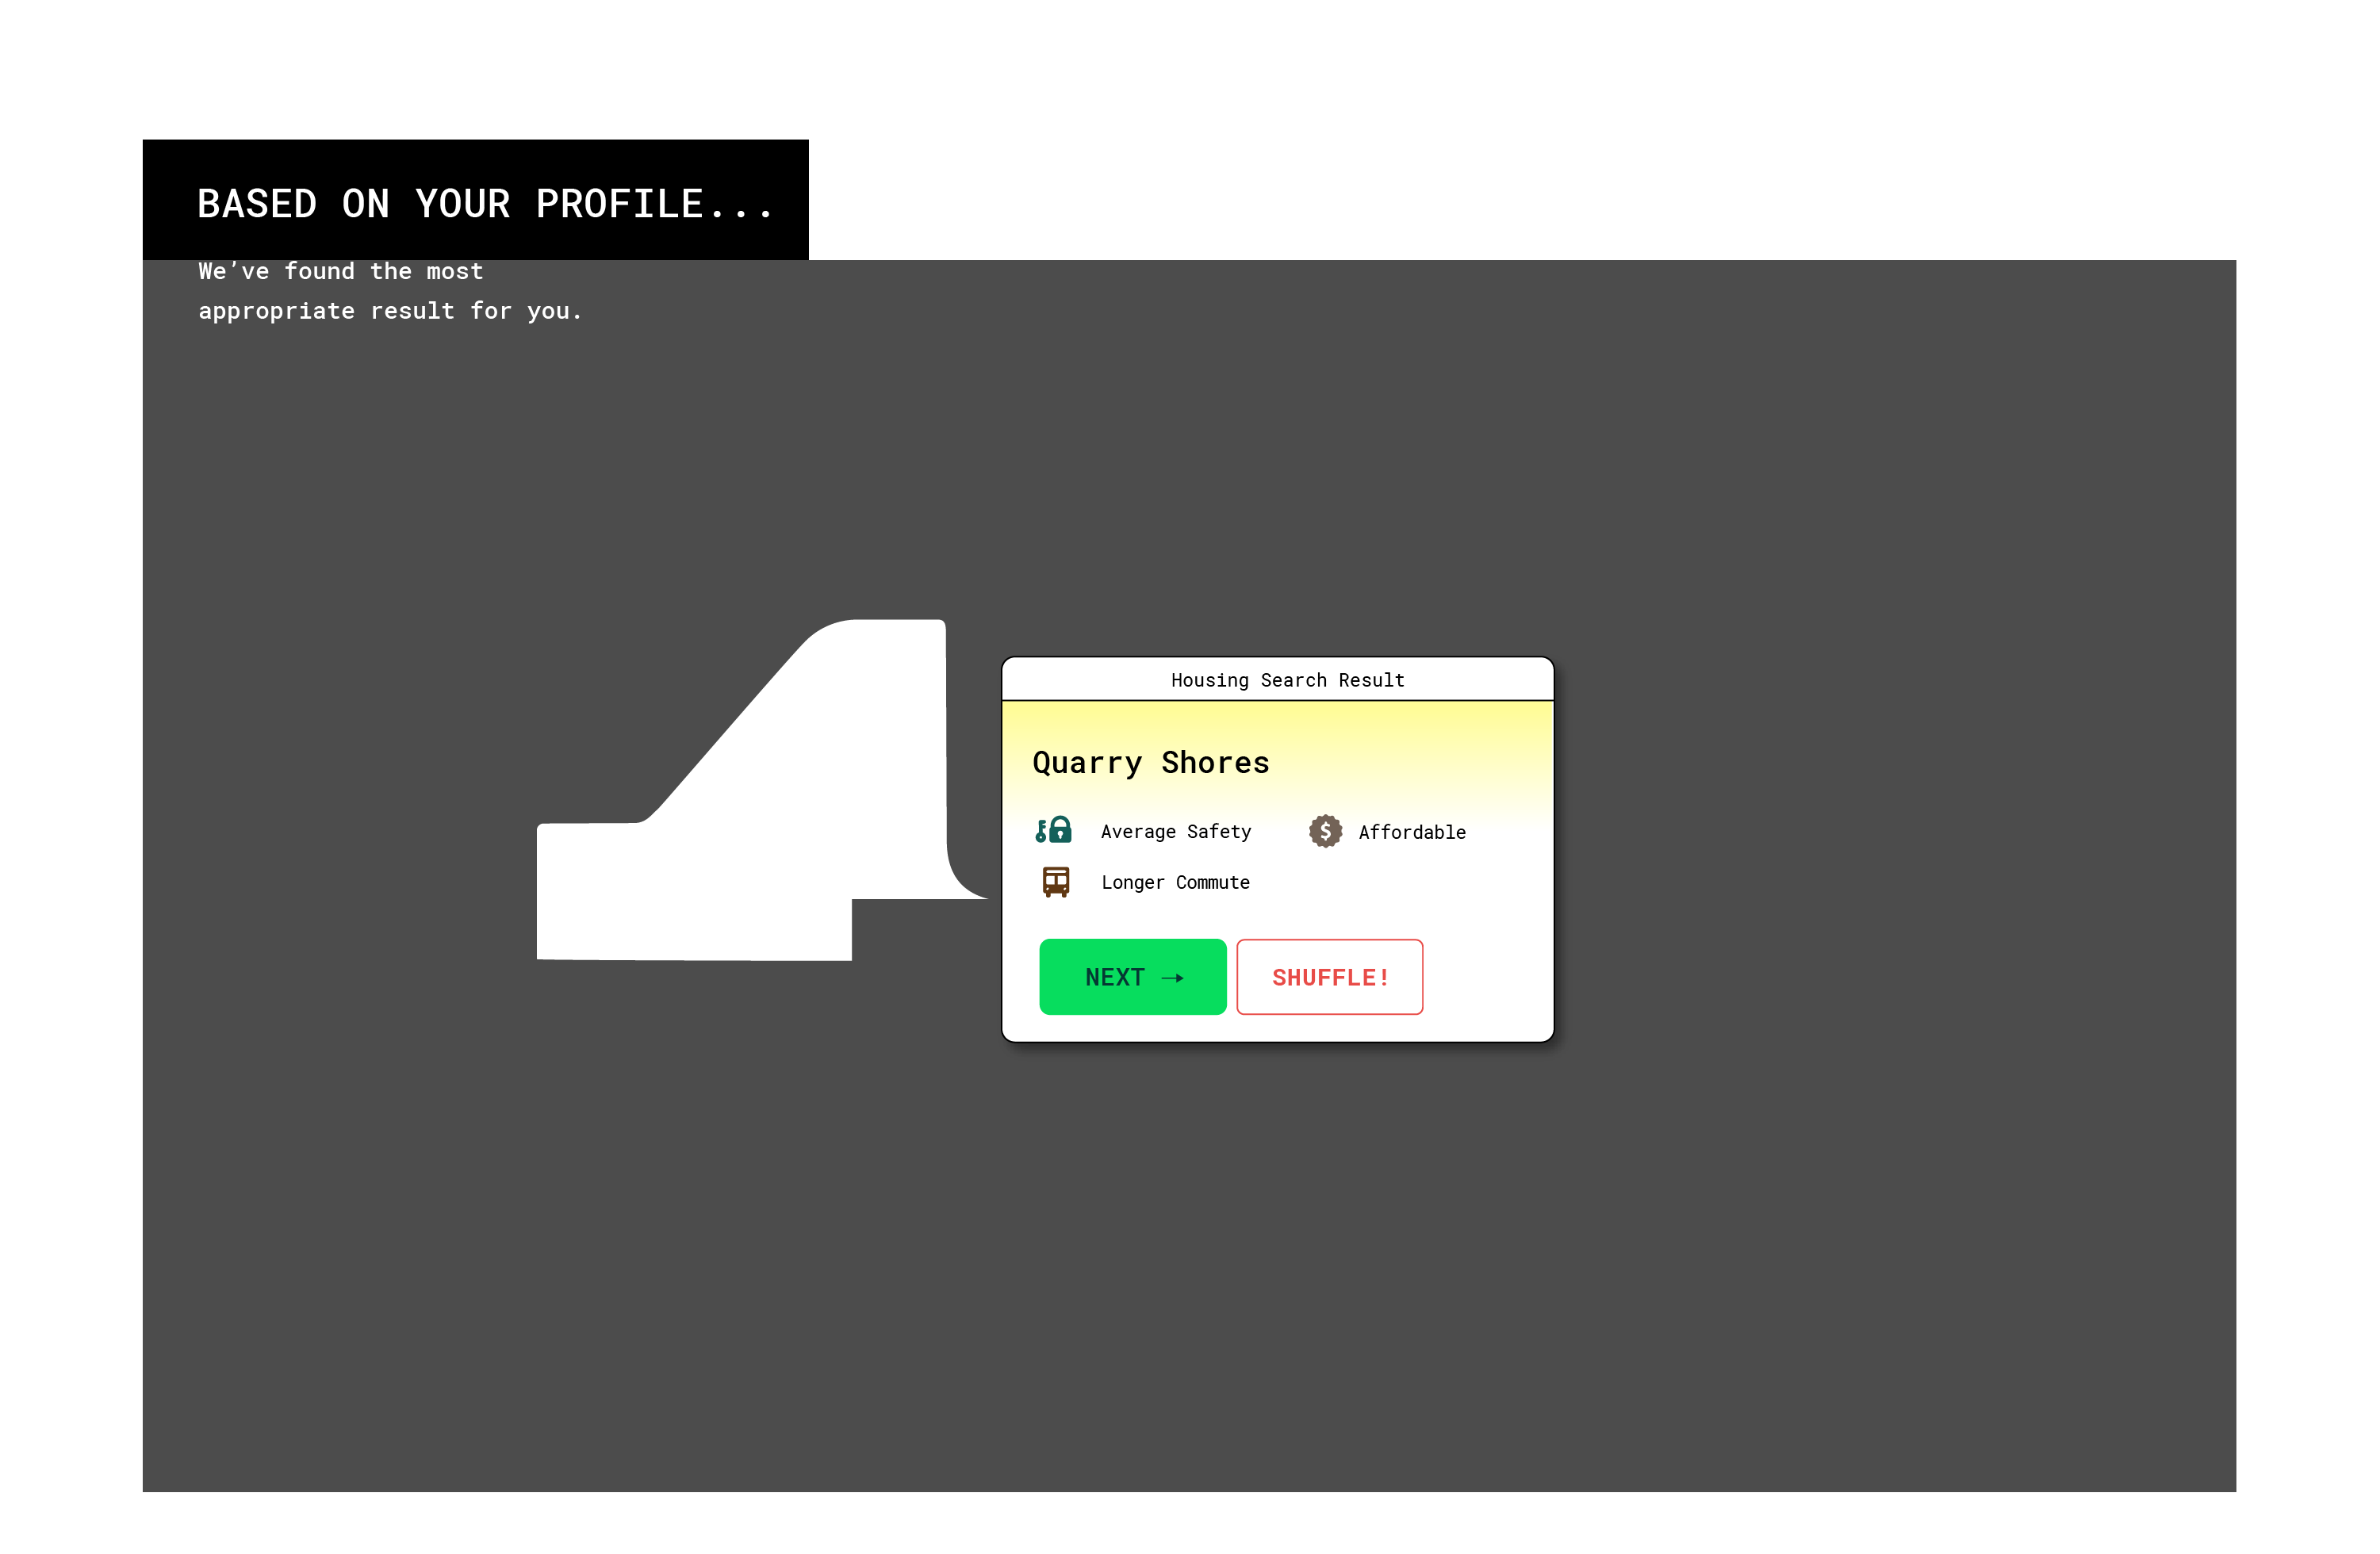 BASED ON YOUR PROFILE...
We’ve found the most
appropriate result for you.
Housing Search Result
Quarry Shores
Average Safety
Affordable
Longer Commute
NEXT →
SHUFFLE!